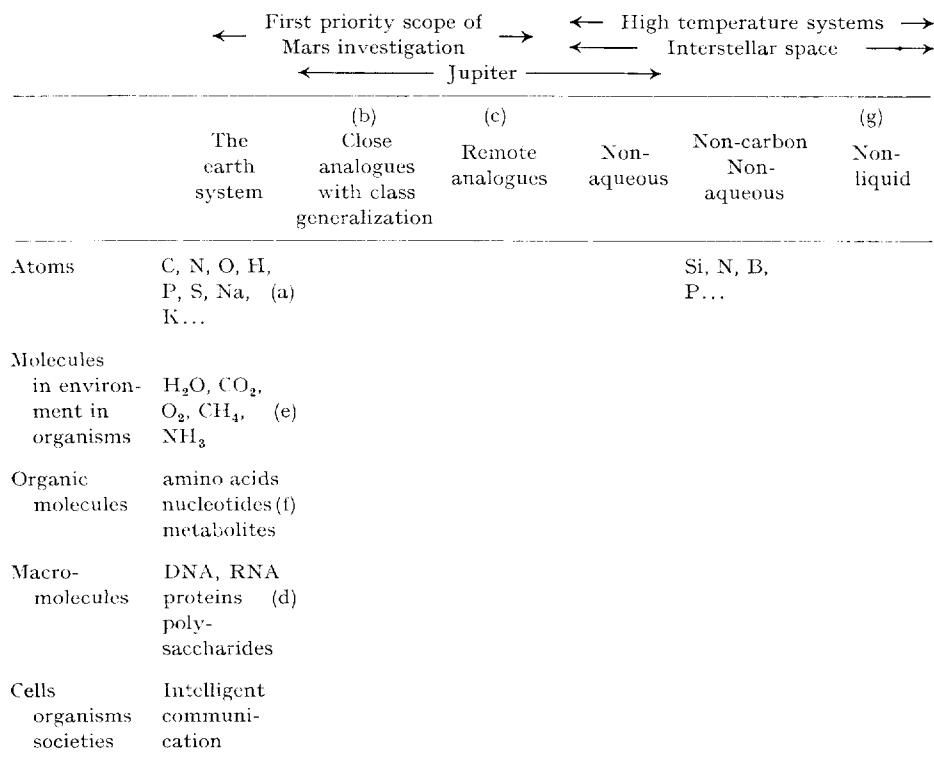 First priority scope of ← High temperature systems →
← Mars investigation → ← Interstellar space →
← Jupiter →
(b) (c) (g)
The Close Remote Non- Non-carbon Non-
earth analogues analogues aqueous Non- liquid
system with class aqueous
generalization
Atoms C, N, O, H, Si, N, B,
P, S, Na, (a) P...
K...
Molecules
in environ- H₂O, CO₂,
ment in O₂, CH₄, (e)
organisms NH₃
Organic amino acids
molecules nucleotides (f)
metabolites
Macro- DNA, RNA
molecules proteins (d)
poly-
saccharides
Cells Intelligent
organisms communi-
societies cation